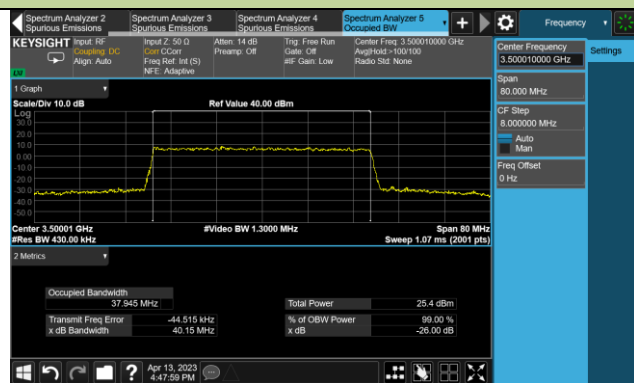 Spectrum Analyzer 2
Spurious Emissions
Spectrum Analyzer 3
Spurious Emissions
Spectrum Analyzer 4
Spurious Emissions
Spectrum Analyzer 5
Occupied BW
Frequency
KEYSIGHT
Input: RF
Coupling: DC
Align: Auto
Input Z: 50 Ω
Corr CCorr
Freq Ref: Int (S)
NFE: Adaptive
Atten: 14 dB
Preamp: Off
Trig: Free Run
Gate: Off
#IF Gain: Low
Center Freq: 3.500010000 GHz
Avg|Hold:>100/100
Radio Std: None
Center Frequency
3.500010000 GHz
Settings
Span
80.000 MHz
CF Step
8.000000 MHz
Auto
Man
Freq Offset
0 Hz
1 Graph
Scale/Div 10.0 dB
Ref Value 40.00 dBm
Log
30.0
20.0
10.0
0.00
-10.0
-20.0
-30.0
-40.0
-50.0
Center 3.50001 GHz
#Video BW 1.3000 MHz
Span 80 MHz
#Res BW 430.00 kHz
Sweep 1.07 ms (2001 pts)
2 Metrics
Occupied Bandwidth
37.945 MHz
Total Power
25.4 dBm
Transmit Freq Error
-44.515 kHz
% of OBW Power
99.00 %
x dB Bandwidth
40.15 MHz
x dB
-26.00 dB
Apr 13, 2023
4:47:59 PM